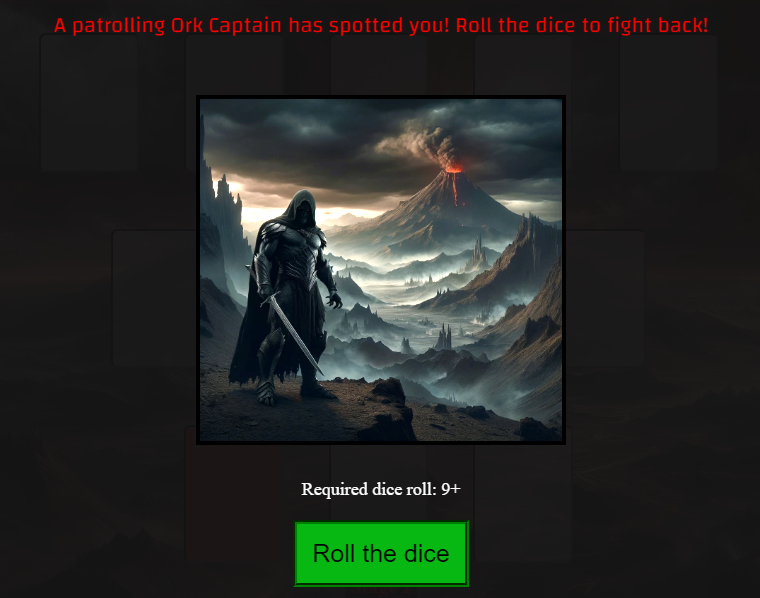 A patrolling Ork Captain has spotted you! Roll the dice to fight back!
Required dice roll: 9+
Roll the dice